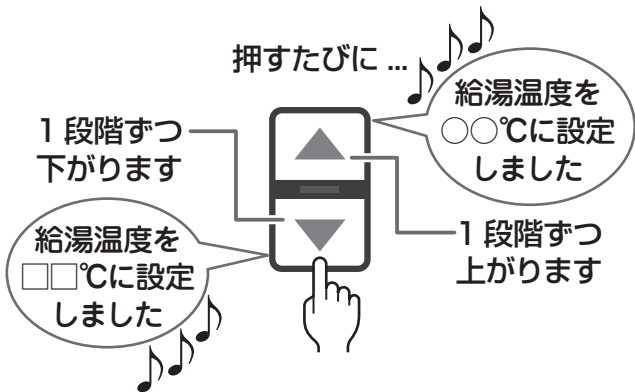 押すたびに ...
給湯温度を
○○℃に設定
しました
1 段階ずつ
下がります
1 段階ずつ
上がります
給湯温度を
□□℃に設定
しました